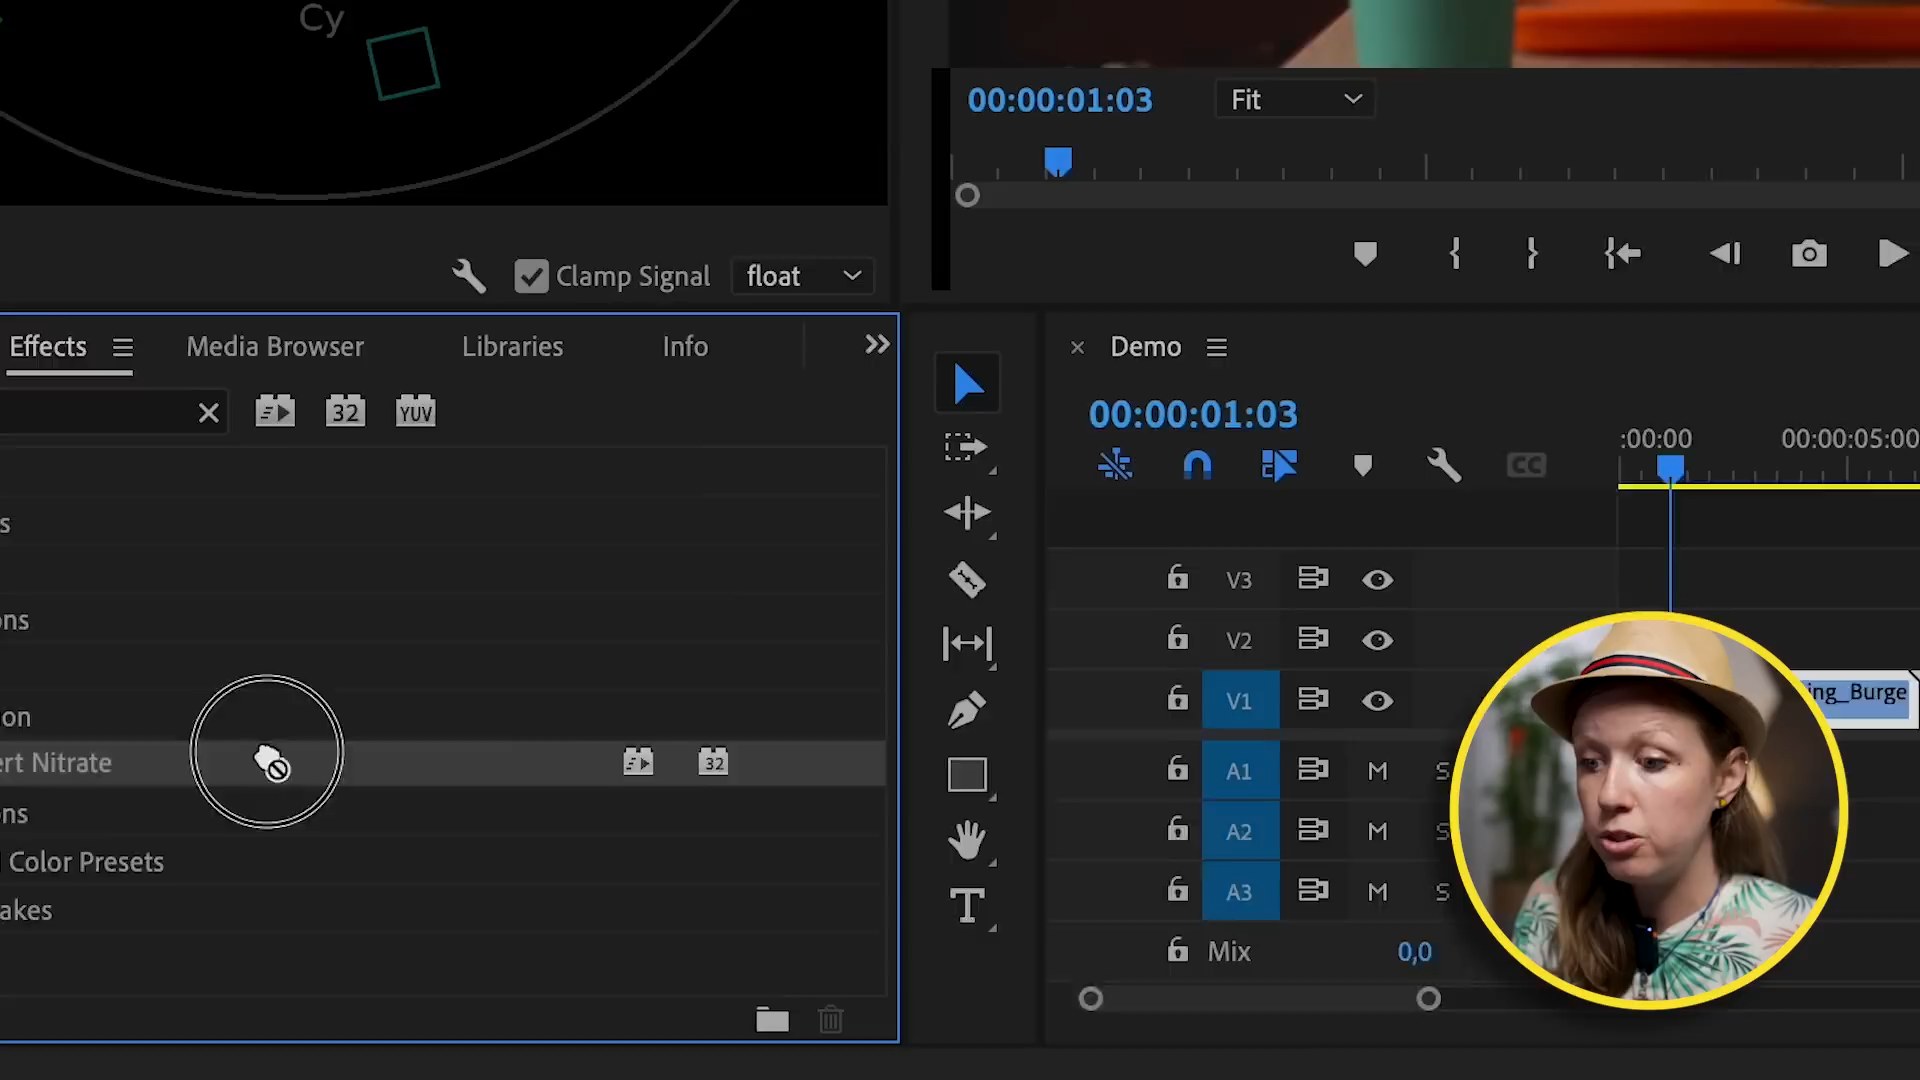 Cy
00:00:01:03
Fit
Clamp Signal
float
Effects
Media Browser
Libraries
Info
Demo
32
YUV
00:00:01:03
:00:00
00:00:05:00
CC
s
ons
on
ert Nitrate
32
ns
Color Presets
akes
V3
V2
V1
ing_Burge
A1
M
S
A2
M
S
A3
M
S
Mix
0,0